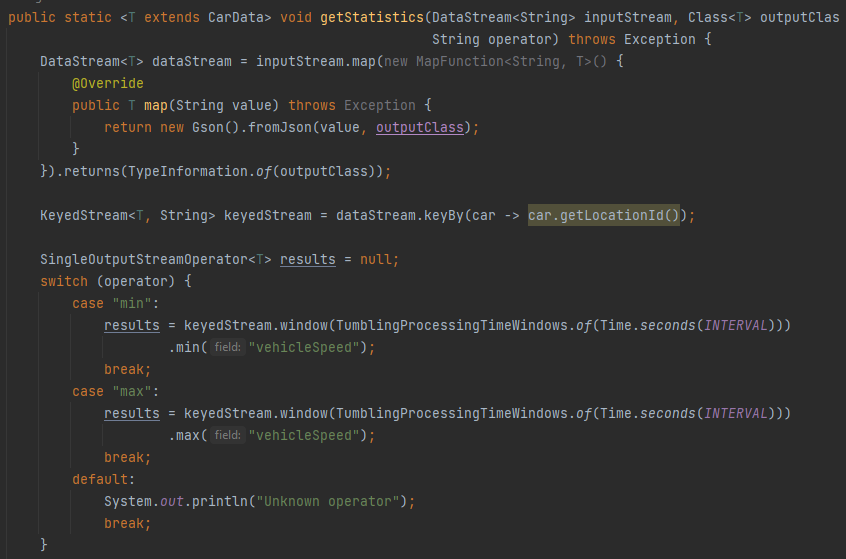 public static <T extends CarData> void getStatistics(DataStream<String> inputStream, Class<T> outputClas
String operator) throws Exception {
DataStream<T> dataStream = inputStream.map(new MapFunction<String, T>() {
@Override
public T map(String value) throws Exception {
return new Gson().fromJson(value, outputClass);
}
}).returns(TypeInformation.of(outputClass));
KeyedStream<T, String> keyedStream = dataStream.keyBy(car -> car.getLocationId());
SingleOutputStreamOperator<T> results = null;
switch (operator) {
case "min":
results = keyedStream.window(TumblingProcessingTimeWindows.of(Time.seconds(INTERVAL)))
.min( field: "vehicleSpeed");
break;
case "max":
results = keyedStream.window(TumblingProcessingTimeWindows.of(Time.seconds(INTERVAL)))
.max( field: "vehicleSpeed");
break;
default:
System.out.println("Unknown operator");
break;
}